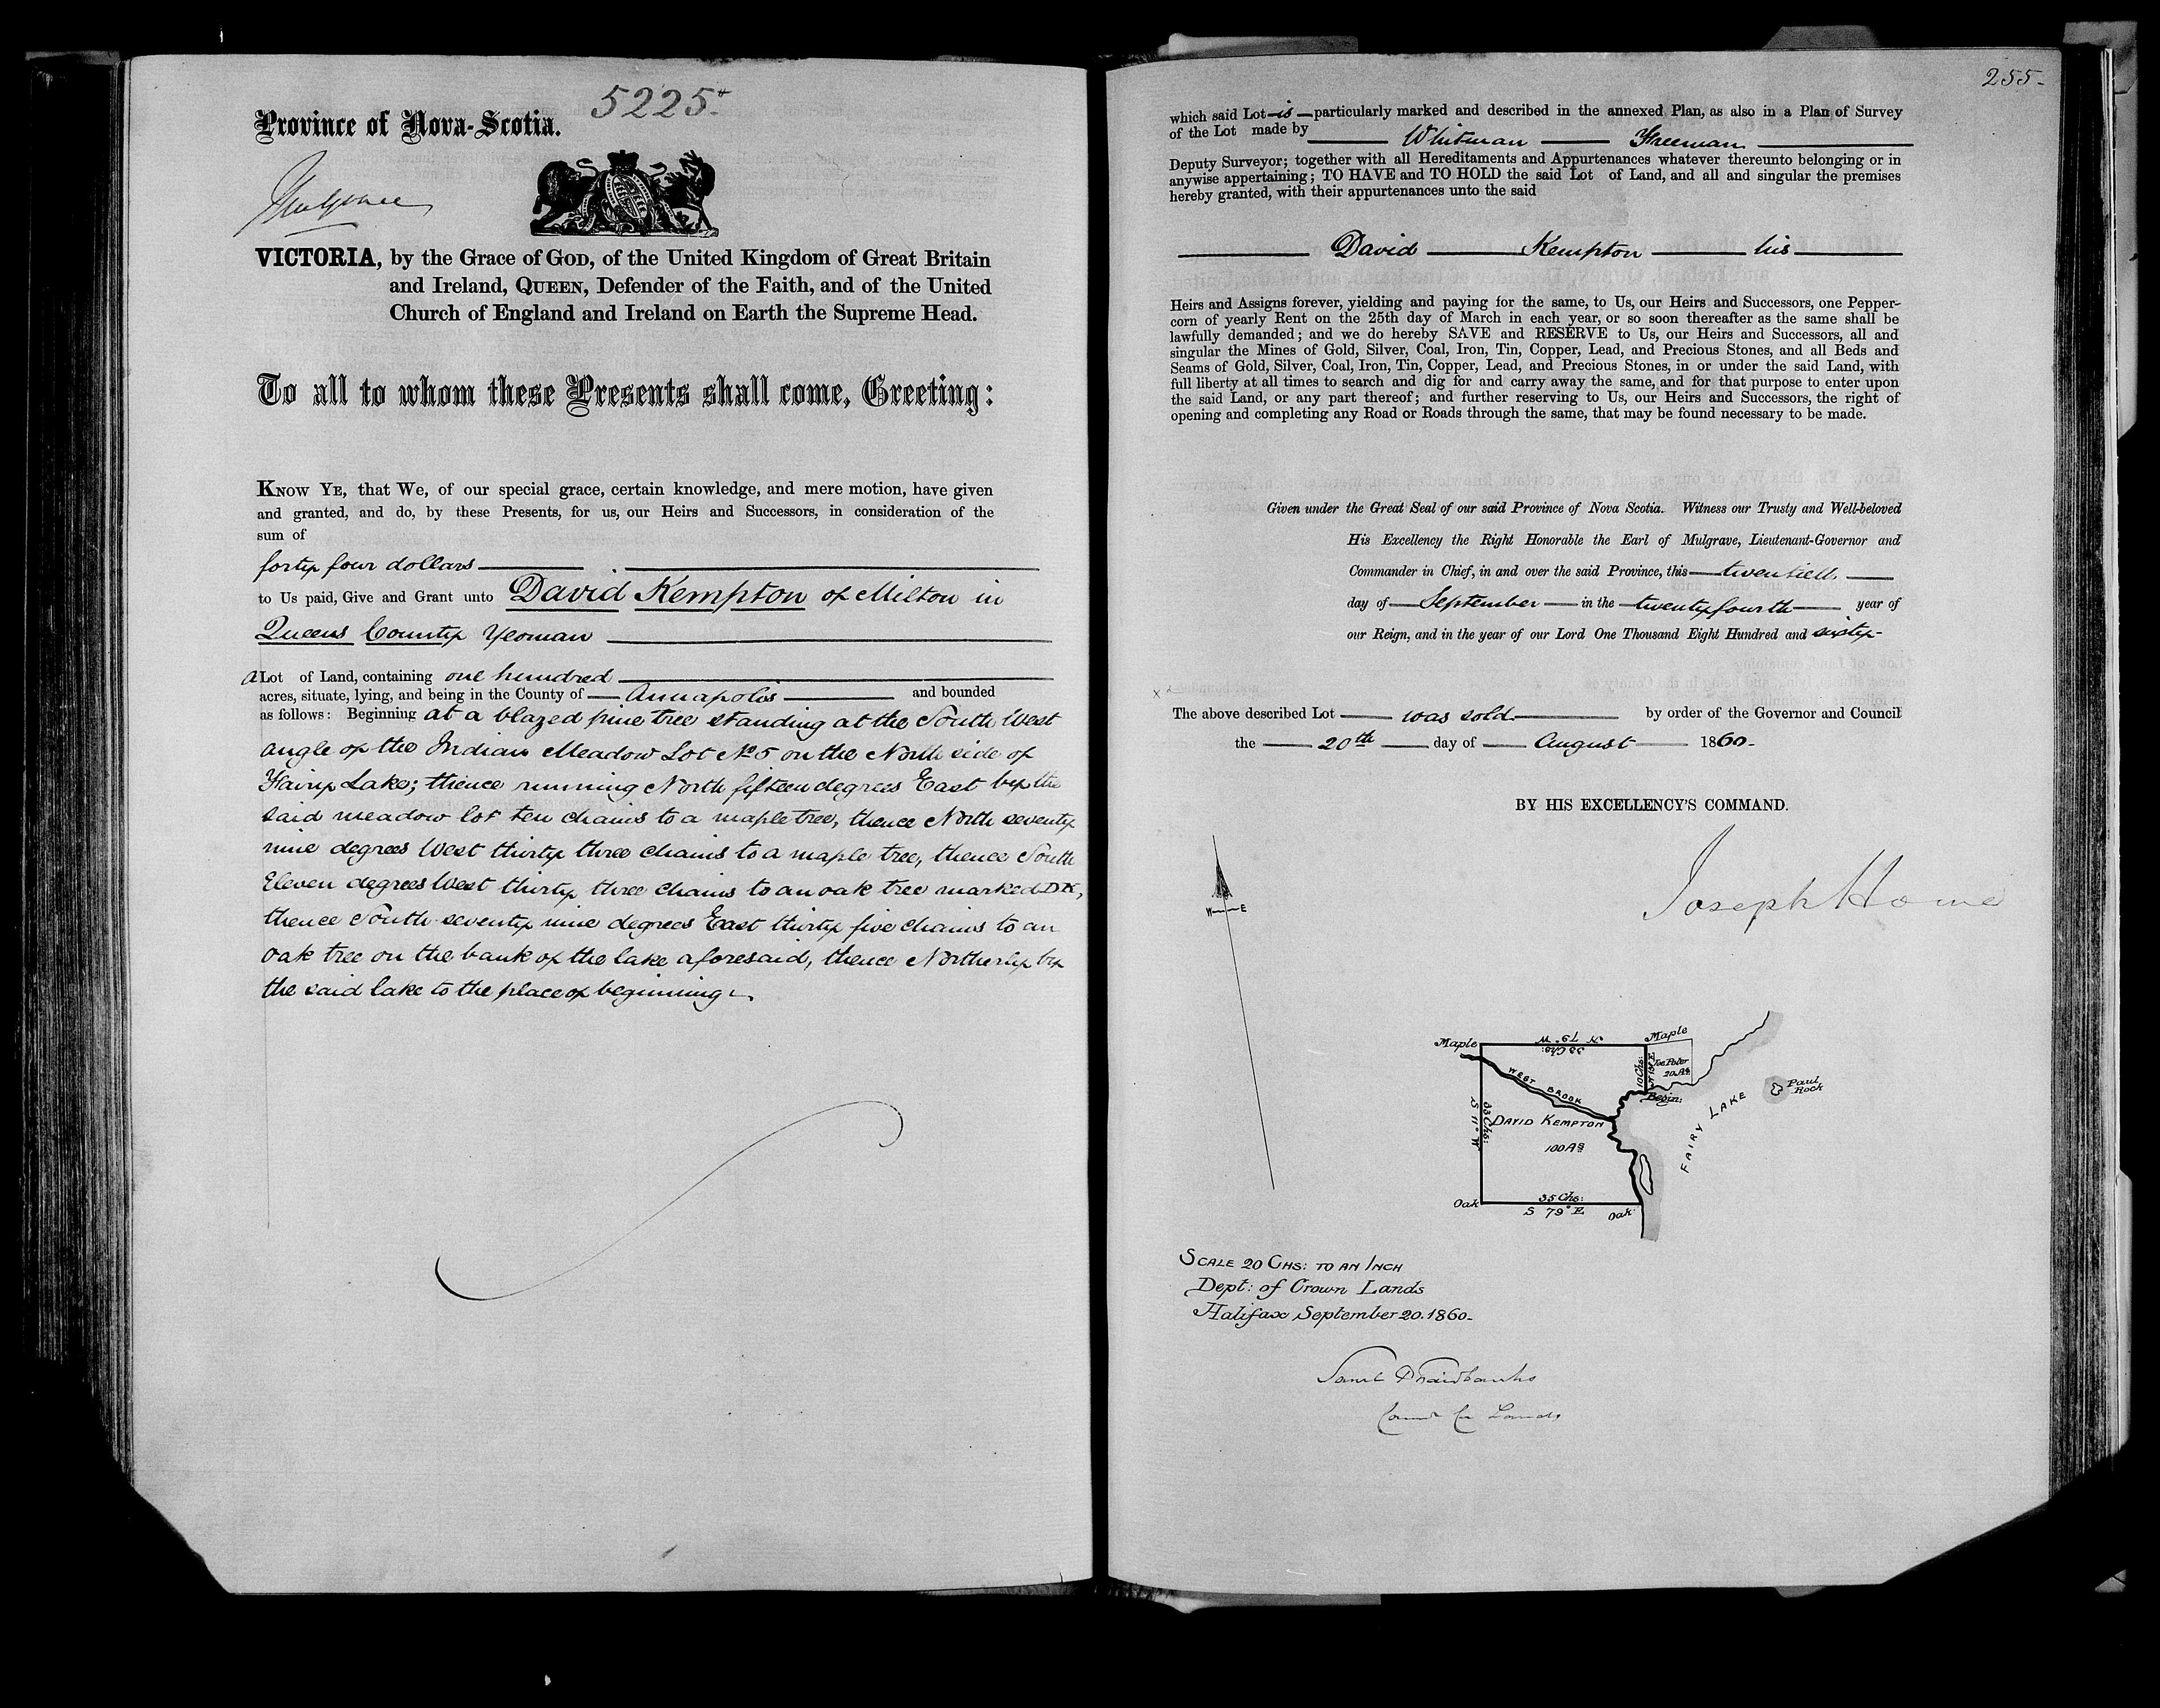 5225.
Province of Nova-Scotia.
Mulgrave
VICTORIA, by the Grace of GOD, of the United Kingdom of Great Britain
and Ireland, QUEEN, Defender of the Faith, and of the United
Church of England and Ireland on Earth the Supreme Head.
To all to whom these Presents shall come, Greeting:
KNOW YE, that We, of our special grace, certain knowledge, and mere motion, have given
and granted, and do, by these Presents, for us, our Heirs and Successors, in consideration of the
sum of
forty four dollars
to Us paid, Give and Grant unto David Kempton of Milton in
Queens County Yeoman
a Lot of Land, containing one hundred
acres, situate, lying, and being in the County of Annapolis and bounded
as follows: Beginning at a blazed pine tree standing at the South West
angle of the Indian Meadow Lot No 5 on the North side of
Fairy Lake; thence running North fifteen degrees East by the
said meadow lot ten chains to a maple tree, thence North seventy
nine degrees West thirty three chains to a maple tree, thence South
Eleven degrees West thirty three chains to an oak tree marked DK,
thence South seventy nine degrees East thirty five chains to an
oak tree on the bank of the lake aforesaid, thence Northerly by
the said lake to the place of beginning.
255-
which said Lot is particularly marked and described in the annexed Plan, as also in a Plan of Survey
of the Lot made by Whitman Freeman
Deputy Surveyor; together with all Hereditaments and Appurtenances whatever thereunto belonging or in
anywise appertaining; TO HAVE and TO HOLD the said Lot of Land, and all and singular the premises
hereby granted, with their appurtenances unto the said
David Kempton his
Heirs and Assigns forever, yielding and paying for the same, to Us, our Heirs and Successors, one Pepper-
corn of yearly Rent on the 25th day of March in each year, or so soon thereafter as the same shall be
lawfully demanded; and we do hereby SAVE and RESERVE to Us, our Heirs and Successors, all and
singular the Mines of Gold, Silver, Coal, Iron, Tin, Copper, Lead, and Precious Stones, and all Beds and
Seams of Gold, Silver, Coal, Iron, Tin, Copper, Lead, and Precious Stones, in or under the said Land, with
full liberty at all times to search and dig for and carry away the same, and for that purpose to enter upon
the said Land, or any part thereof; and further reserving to Us, our Heirs and Successors, the right of
opening and completing any Road or Roads through the same, that may be found necessary to be made.
Given under the Great Seal of our said Province of Nova Scotia. Witness our Trusty and Well-beloved
His Excellency the Right Honorable the Earl of Mulgrave, Lieutenant-Governor and
Commander in Chief, in and over the said Province, this twentieth
day of September in the twenty fourth year of
our Reign, and in the year of our Lord One Thousand Eight Hundred and sixty-
The above described Lot was sold by order of the Governor and Council
the 20th day of August 1860-
BY HIS EXCELLENCY'S COMMAND.
Joseph Howe
W E
Maple
N 79° W
33 Chs:
Maple
10 Chs:
N 15° E
Joe Peter
20 As
Begin:
WEST BROOK
Paul
Rock
FAIRY LAKE
S 11° W
33 Chs:
DAVID KEMPTON
100 As
Oak
35 Chs:
S 79° E
Oak
SCALE 20 CHS: TO AN INCH
Dept: of Crown Lands
Halifax September 20. 1860-
Saml P Fairbanks
Comr Cr Lands